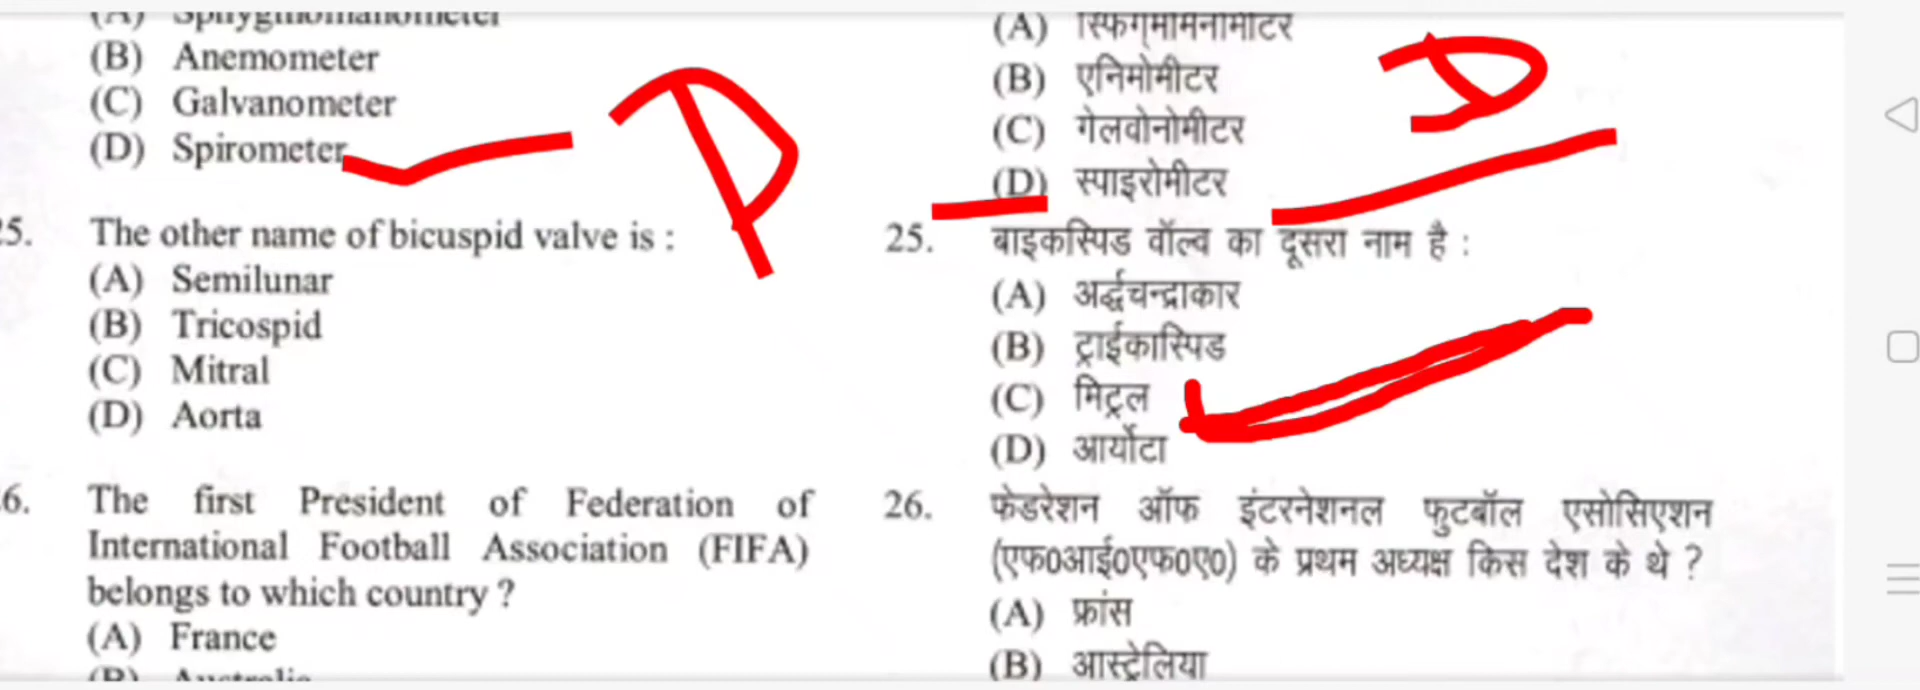 (A) Sphygmomanometer
(B) Anemometer
(C) Galvanometer
(D) Spirometer
25. The other name of bicuspid valve is :
(A) Semilunar
(B) Tricospid
(C) Mitral
(D) Aorta
26. The first President of Federation of
International Football Association (FIFA)
belongs to which country ?
(A) France
(B) Australia
(A) स्फिग्मोमेनोमीटर
(B) एनिमोमीटर
(C) गेलवोनोमीटर
(D) स्पाइरोमीटर
D
25. बाइकस्पिड वॉल्व का दूसरा नाम है :
(A) अर्द्धचन्द्राकार
(B) ट्राईकास्पिड
(C) मिट्रल
(D) आर्योटा
26. फेडरेशन ऑफ इंटरनेशनल फुटबॉल एसोसिएशन
(एफ0आई0एफ0ए0) के प्रथम अध्यक्ष किस देश के थे ?
(A) फ्रांस
(B) आस्ट्रेलिया